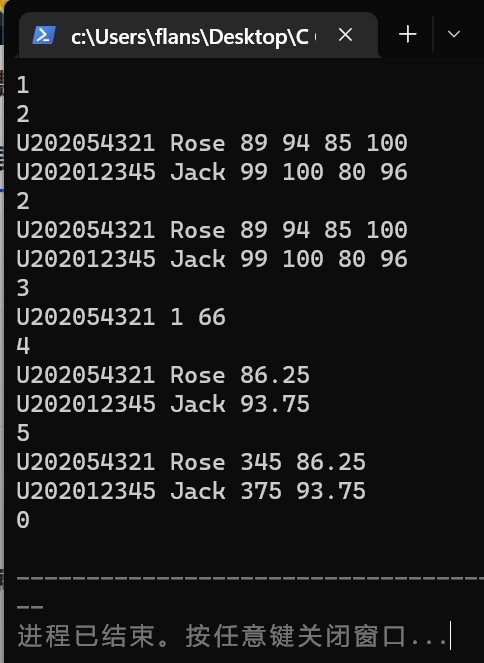 c:\Users\flans\Desktop\C
1
2
U202054321 Rose 89 94 85 100
U202012345 Jack 99 100 80 96
2
U202054321 Rose 89 94 85 100
U202012345 Jack 99 100 80 96
3
U202054321 1 66
4
U202054321 Rose 86.25
U202012345 Jack 93.75
5
U202054321 Rose 345 86.25
U202012345 Jack 375 93.75
0
----------------------------------
--
进程已结束。按任意键关闭窗口...